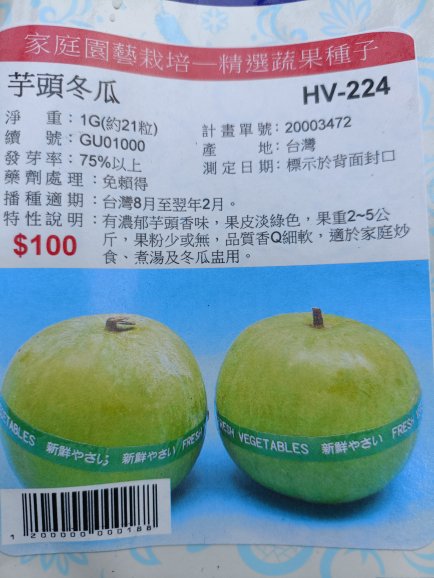 家庭園藝栽培—精選蔬果種子
芋頭冬瓜 HV-224
淨 重：1G(約21粒) 計畫單號：20003472
續 號：GU01000 產 地：台灣
發芽率：75%以上 測定日期：標示於背面封口
藥劑處理：免賴得
播種適期：台灣8月至翌年2月。
特性說明：有濃郁芋頭香味，果皮淡綠色，果重2~5公
斤，果粉少或無，品質香Q細軟，適於家庭炒
食、煮湯及冬瓜盅用。
$100
GETABLES 新鮮やさい 新鮮やさい FRESH
FRESH VEGETABLES 新鮮やさい FRESH
1 200000 000188